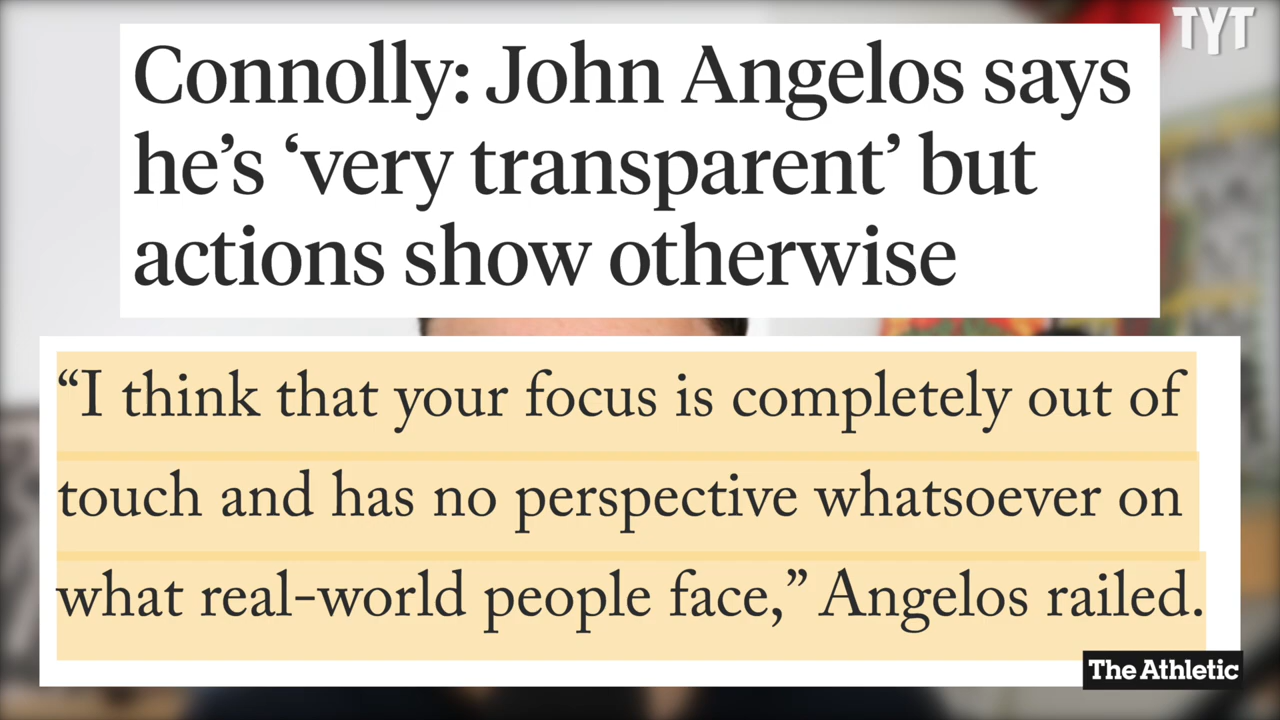 TYT
Connolly: John Angelos says
he’s ‘very transparent’ but
actions show otherwise
“I think that your focus is completely out of
touch and has no perspective whatsoever on
what real-world people face,” Angelos railed.
The Athletic